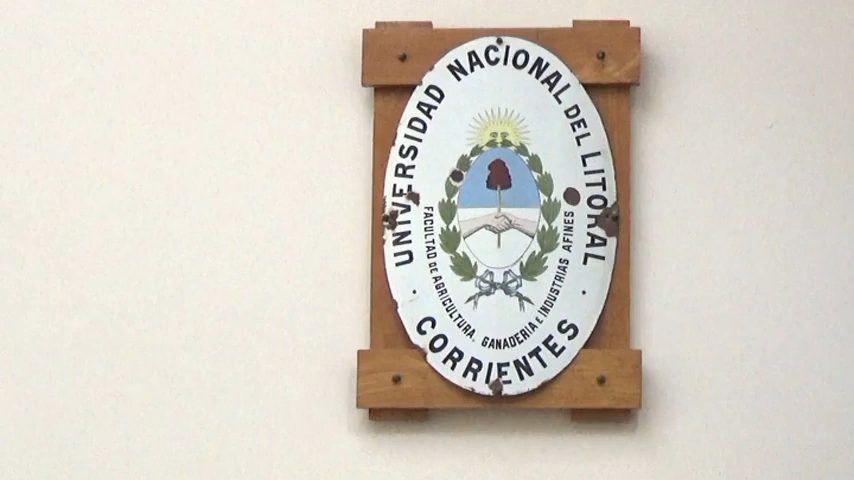 UNIVERSIDAD NACIONAL DEL LITORAL
FACULTAD DE AGRICULTURA, GANADERIA E INDUSTRIAS AFINES
CORRIENTES